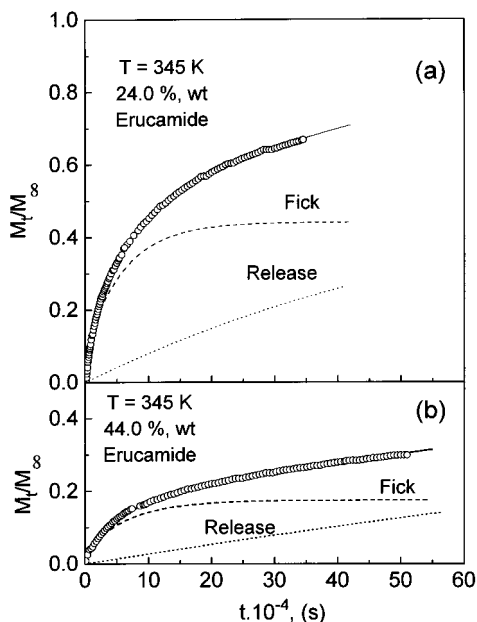 1.0
0.8
0.6
0.4
0.2
0.0
M_t/M_∞
T = 345 K
24.0 %, wt
Erucamide
(a)
Fick
Release
0.4
0.2
0.0
M_t/M_∞
T = 345 K
44.0 %, wt
Erucamide
(b)
Fick
Release
0 10 20 30 40 50 60
t.10⁻⁴, (s)